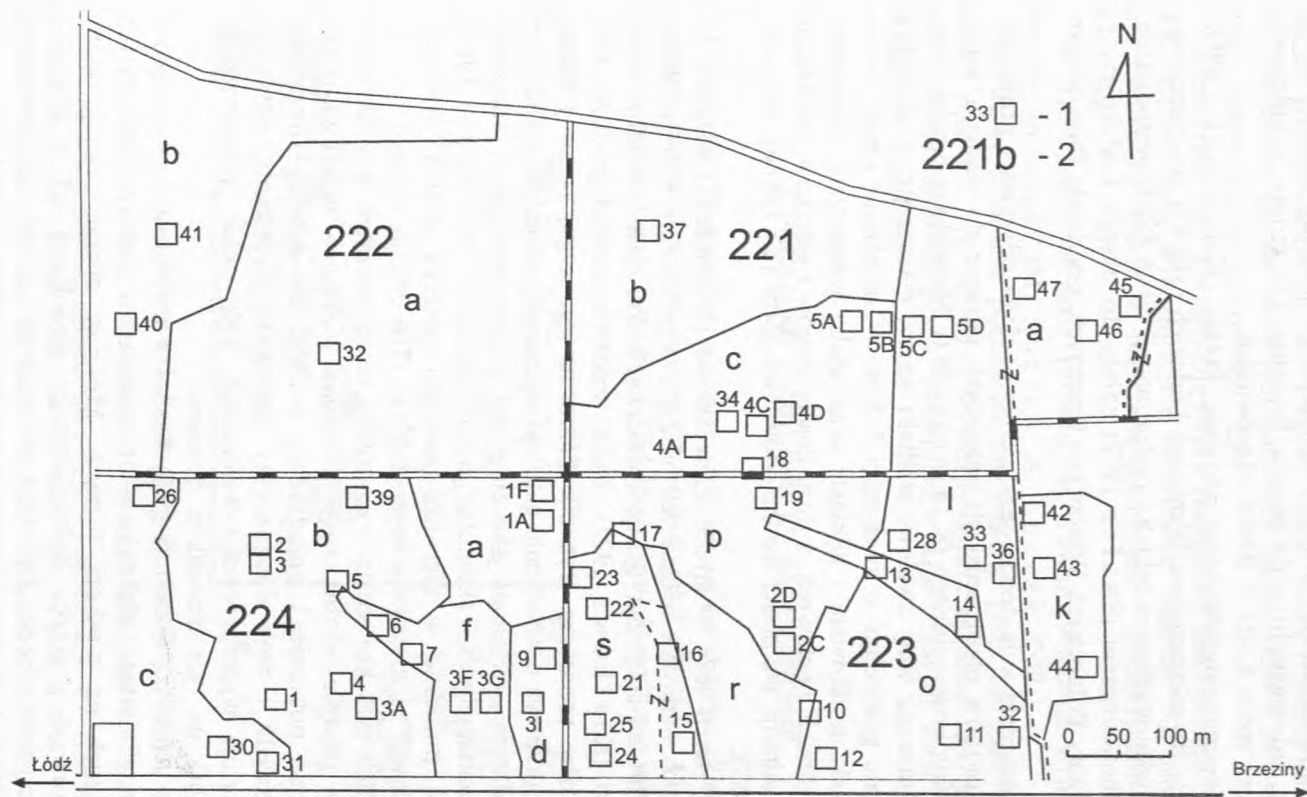 N
33 - 1
221b - 2
b
41
222
37
221
a
b
47
45
a
46
40
32
5A
5B
5C
5D
c
34
4C
4D
4A
18
26
39
1F
19
l
42
2
b
a
1A
17
p
28
33
36
3
13
43
5
23
k
224
6
f
22
2D
14
7
s
2C
223
9
16
44
c
r
o
4
3F
3G
21
1
3A
3I
10
25
15
11
32
30
d
24
12
31
0
50
100 m
Łódź
Brzeziny